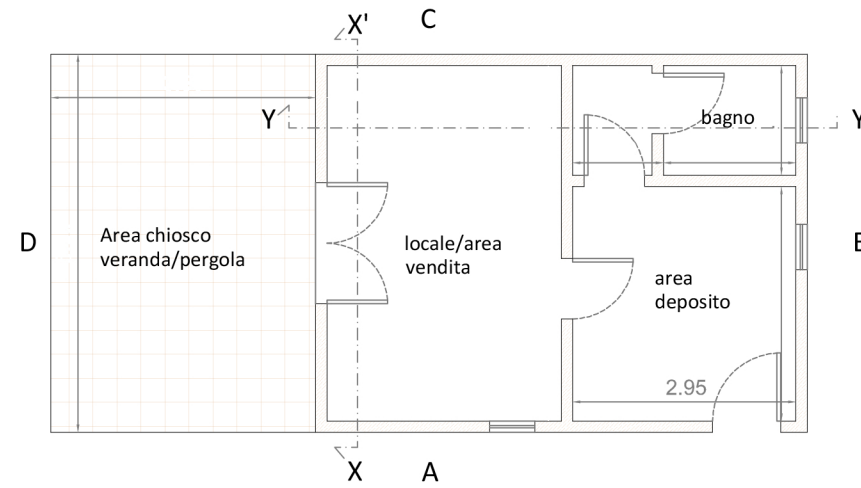 X'
C
Y
Y
bagno
D
Area chiosco
veranda/pergola
locale/area
vendita
area
deposito
2.95
X
A